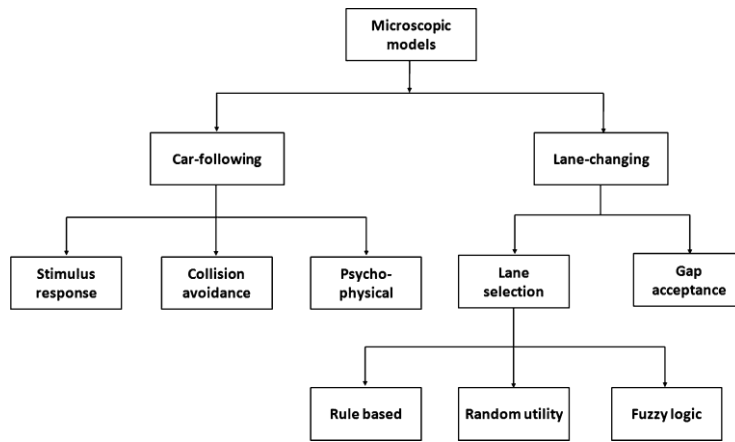 Microscopic
models
Car-following
Lane-changing
Stimulus
response
Collision
avoidance
Psycho-
physical
Lane
selection
Gap
acceptance
Rule based
Random utility
Fuzzy logic